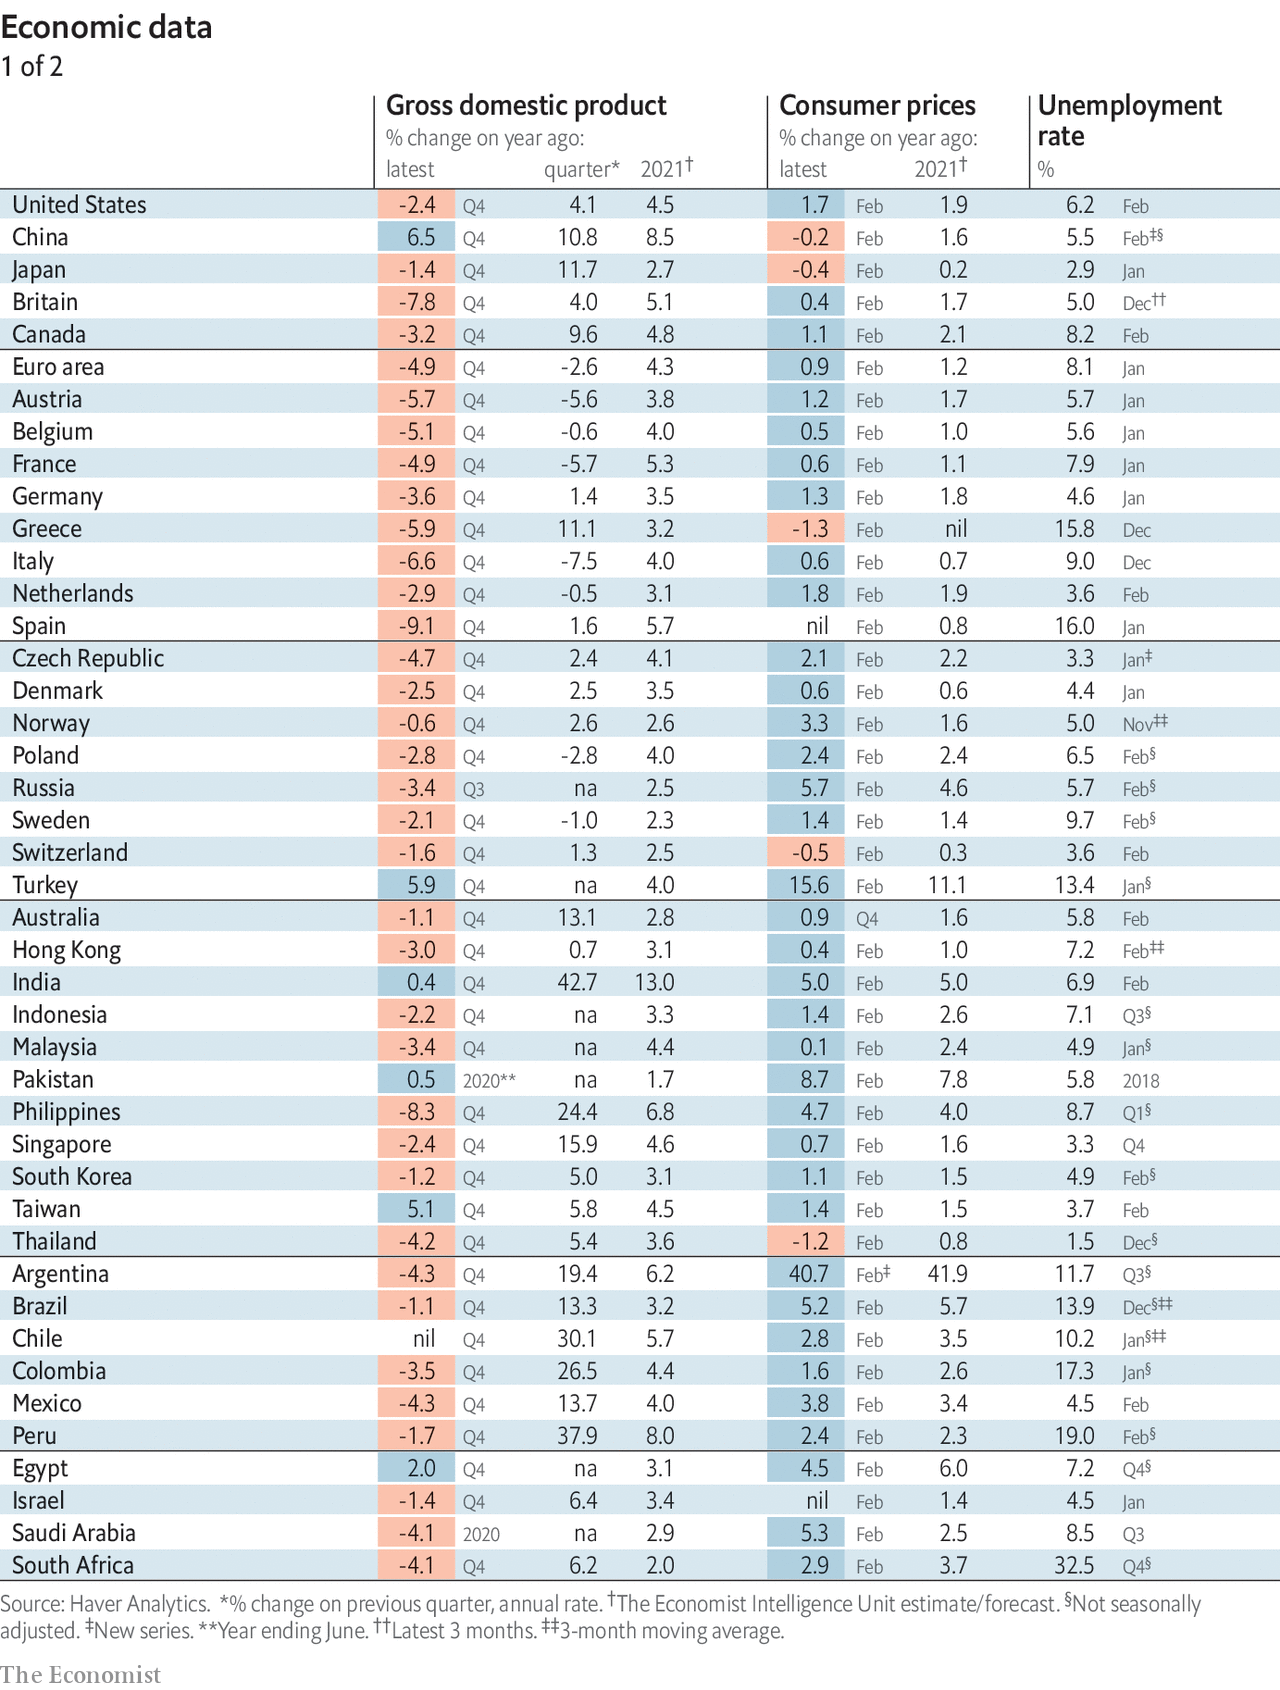 Economic data
1 of 2
Gross domestic product Consumer prices Unemployment
% change on year ago: % change on year ago: rate
latest quarter* 2021† latest 2021† %
United States -2.4 Q4 4.1 4.5 1.7 Feb 1.9 6.2 Feb
China 6.5 Q4 10.8 8.5 -0.2 Feb 1.6 5.5 Feb‡§
Japan -1.4 Q4 11.7 2.7 -0.4 Feb 0.2 2.9 Jan
Britain -7.8 Q4 4.0 5.1 0.4 Feb 1.7 5.0 Dec††
Canada -3.2 Q4 9.6 4.8 1.1 Feb 2.1 8.2 Feb
Euro area -4.9 Q4 -2.6 4.3 0.9 Feb 1.2 8.1 Jan
Austria -5.7 Q4 -5.6 3.8 1.2 Feb 1.7 5.7 Jan
Belgium -5.1 Q4 -0.6 4.0 0.5 Feb 1.0 5.6 Jan
France -4.9 Q4 -5.7 5.3 0.6 Feb 1.1 7.9 Jan
Germany -3.6 Q4 1.4 3.5 1.3 Feb 1.8 4.6 Jan
Greece -5.9 Q4 11.1 3.2 -1.3 Feb nil 15.8 Dec
Italy -6.6 Q4 -7.5 4.0 0.6 Feb 0.7 9.0 Dec
Netherlands -2.9 Q4 -0.5 3.1 1.8 Feb 1.9 3.6 Feb
Spain -9.1 Q4 1.6 5.7 nil Feb 0.8 16.0 Jan
Czech Republic -4.7 Q4 2.4 4.1 2.1 Feb 2.2 3.3 Jan‡
Denmark -2.5 Q4 2.5 3.5 0.6 Feb 0.6 4.4 Jan
Norway -0.6 Q4 2.6 2.6 3.3 Feb 1.6 5.0 Nov‡‡
Poland -2.8 Q4 -2.8 4.0 2.4 Feb 2.4 6.5 Feb§
Russia -3.4 Q3 na 2.5 5.7 Feb 4.6 5.7 Feb§
Sweden -2.1 Q4 -1.0 2.3 1.4 Feb 1.4 9.7 Feb§
Switzerland -1.6 Q4 1.3 2.5 -0.5 Feb 0.3 3.6 Feb
Turkey 5.9 Q4 na 4.0 15.6 Feb 11.1 13.4 Jan§
Australia -1.1 Q4 13.1 2.8 0.9 Q4 1.6 5.8 Feb
Hong Kong -3.0 Q4 0.7 3.1 0.4 Feb 1.0 7.2 Feb‡‡
India 0.4 Q4 42.7 13.0 5.0 Feb 5.0 6.9 Feb
Indonesia -2.2 Q4 na 3.3 1.4 Feb 2.6 7.1 Q3§
Malaysia -3.4 Q4 na 4.4 0.1 Feb 2.4 4.9 Jan§
Pakistan 0.5 2020** na 1.7 8.7 Feb 7.8 5.8 2018
Philippines -8.3 Q4 24.4 6.8 4.7 Feb 4.0 8.7 Q1§
Singapore -2.4 Q4 15.9 4.6 0.7 Feb 1.6 3.3 Q4
South Korea -1.2 Q4 5.0 3.1 1.1 Feb 1.5 4.9 Feb§
Taiwan 5.1 Q4 5.8 4.5 1.4 Feb 1.5 3.7 Feb
Thailand -4.2 Q4 5.4 3.6 -1.2 Feb 0.8 1.5 Dec§
Argentina -4.3 Q4 19.4 6.2 40.7 Feb‡ 41.9 11.7 Q3§
Brazil -1.1 Q4 13.3 3.2 5.2 Feb 5.7 13.9 Dec§‡‡
Chile nil Q4 30.1 5.7 2.8 Feb 3.5 10.2 Jan§‡‡
Colombia -3.5 Q4 26.5 4.4 1.6 Feb 2.6 17.3 Jan§
Mexico -4.3 Q4 13.7 4.0 3.8 Feb 3.4 4.5 Feb
Peru -1.7 Q4 37.9 8.0 2.4 Feb 2.3 19.0 Feb§
Egypt 2.0 Q4 na 3.1 4.5 Feb 6.0 7.2 Q4§
Israel -1.4 Q4 6.4 3.4 nil Feb 1.4 4.5 Jan
Saudi Arabia -4.1 2020 na 2.9 5.3 Feb 2.5 8.5 Q3
South Africa -4.1 Q4 6.2 2.0 2.9 Feb 3.7 32.5 Q4§
Source: Haver Analytics. *% change on previous quarter, annual rate. †The Economist Intelligence Unit estimate/forecast. §Not seasonally
adjusted. ‡New series. **Year ending June. ††Latest 3 months. ‡‡3-month moving average.
The Economist